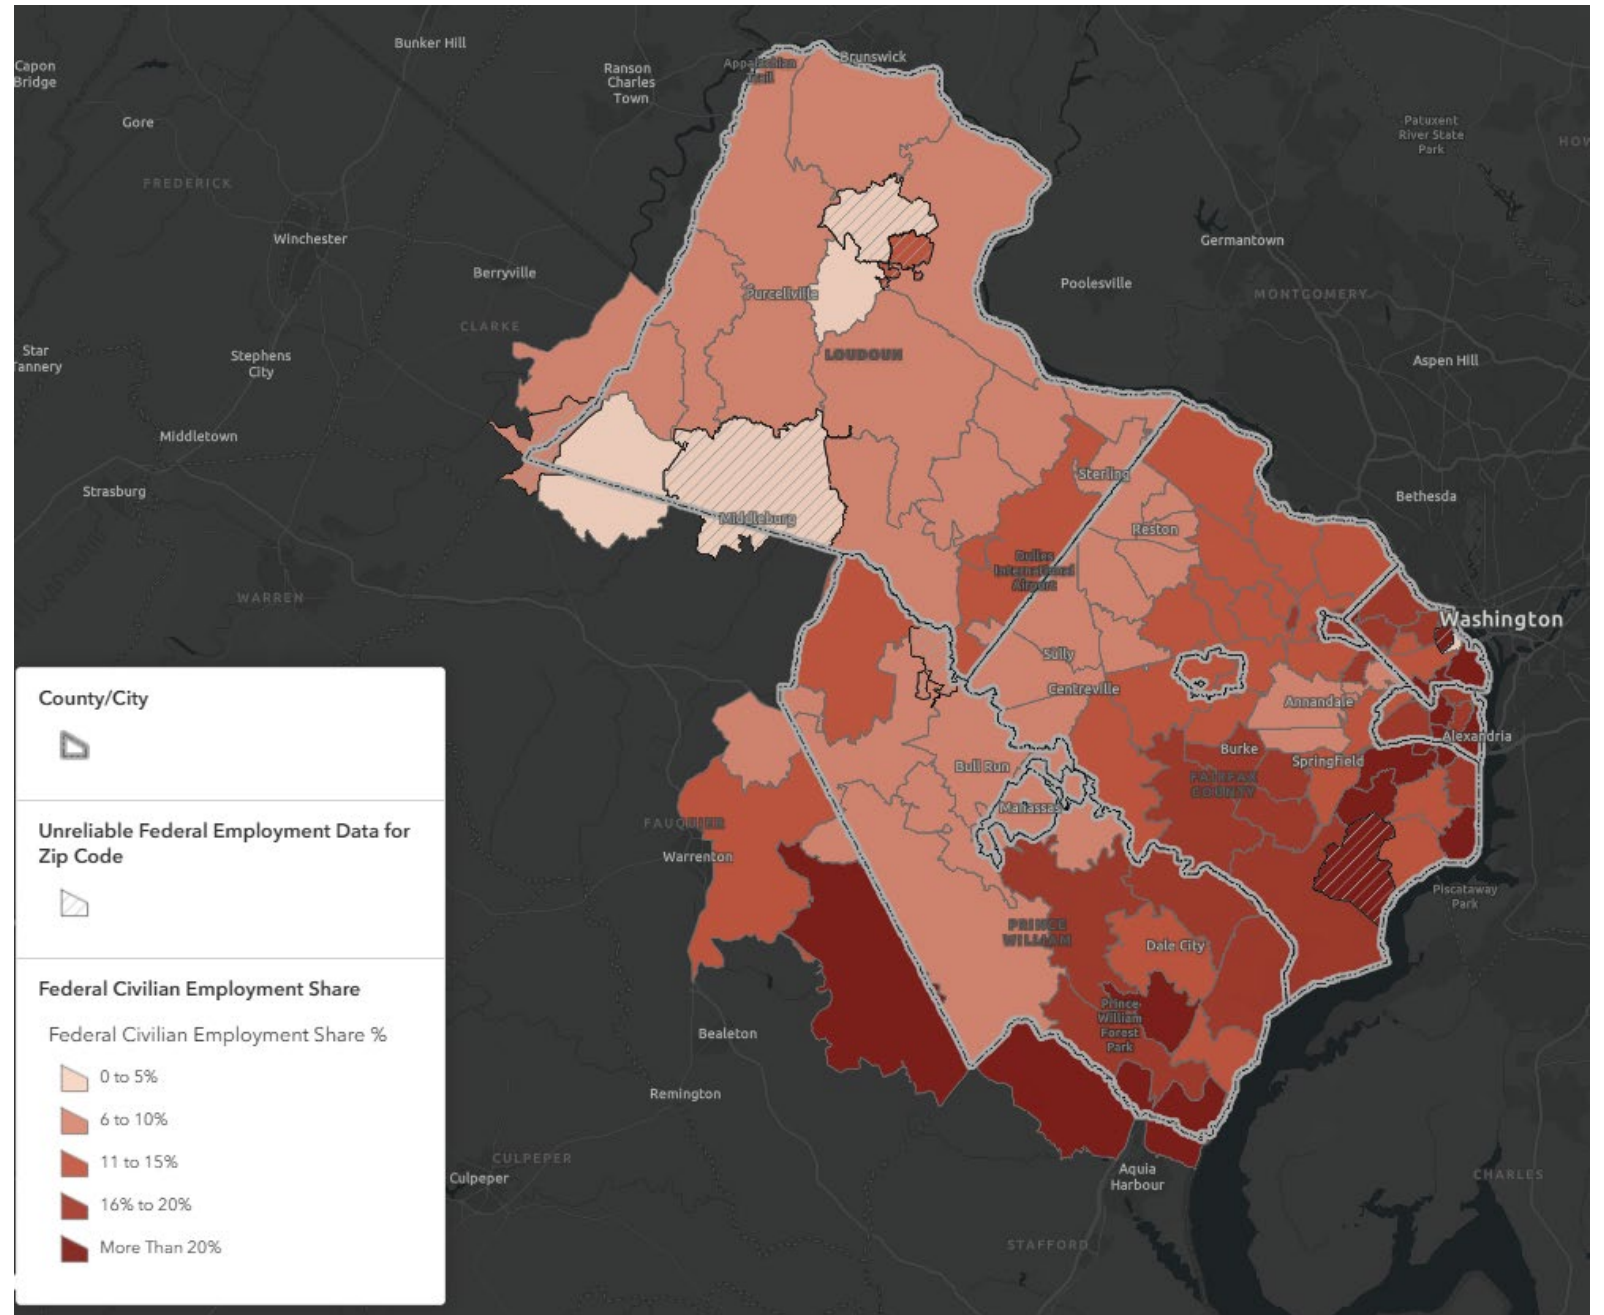 Bunker Hill
Capon
Bridge
Ranson
Charles
Town
Appalachian
Trail
Brunswick
Gore
Patuxent
River State
Park
HOW
FREDERICK
Winchester
Germantown
Berryville
Poolesville
MONTGOMERY
Purcellville
CLARKE
Star
Tannery
Stephens
City
LOUDOUN
Aspen Hill
Middletown
Sterling
Strasburg
Bethesda
Middleburg
Reston
Dulles
International
Airport
WARREN
Washington
Sully
Centreville
Annandale
Alexandria
Burke
Springfield
Bull Run
FAIRFAX
COUNTY
Manassas
FAUQUIER
Warrenton
Piscataway
Park
PRINCE
WILLIAM
Dale City
Prince
William
Forest
Park
Bealeton
Remington
CULPEPER
Culpeper
Aquia
Harbour
CHARLES
STAFFORD
County/City
Unreliable Federal Employment Data for
Zip Code
Federal Civilian Employment Share
Federal Civilian Employment Share %
0 to 5%
6 to 10%
11 to 15%
16% to 20%
More Than 20%